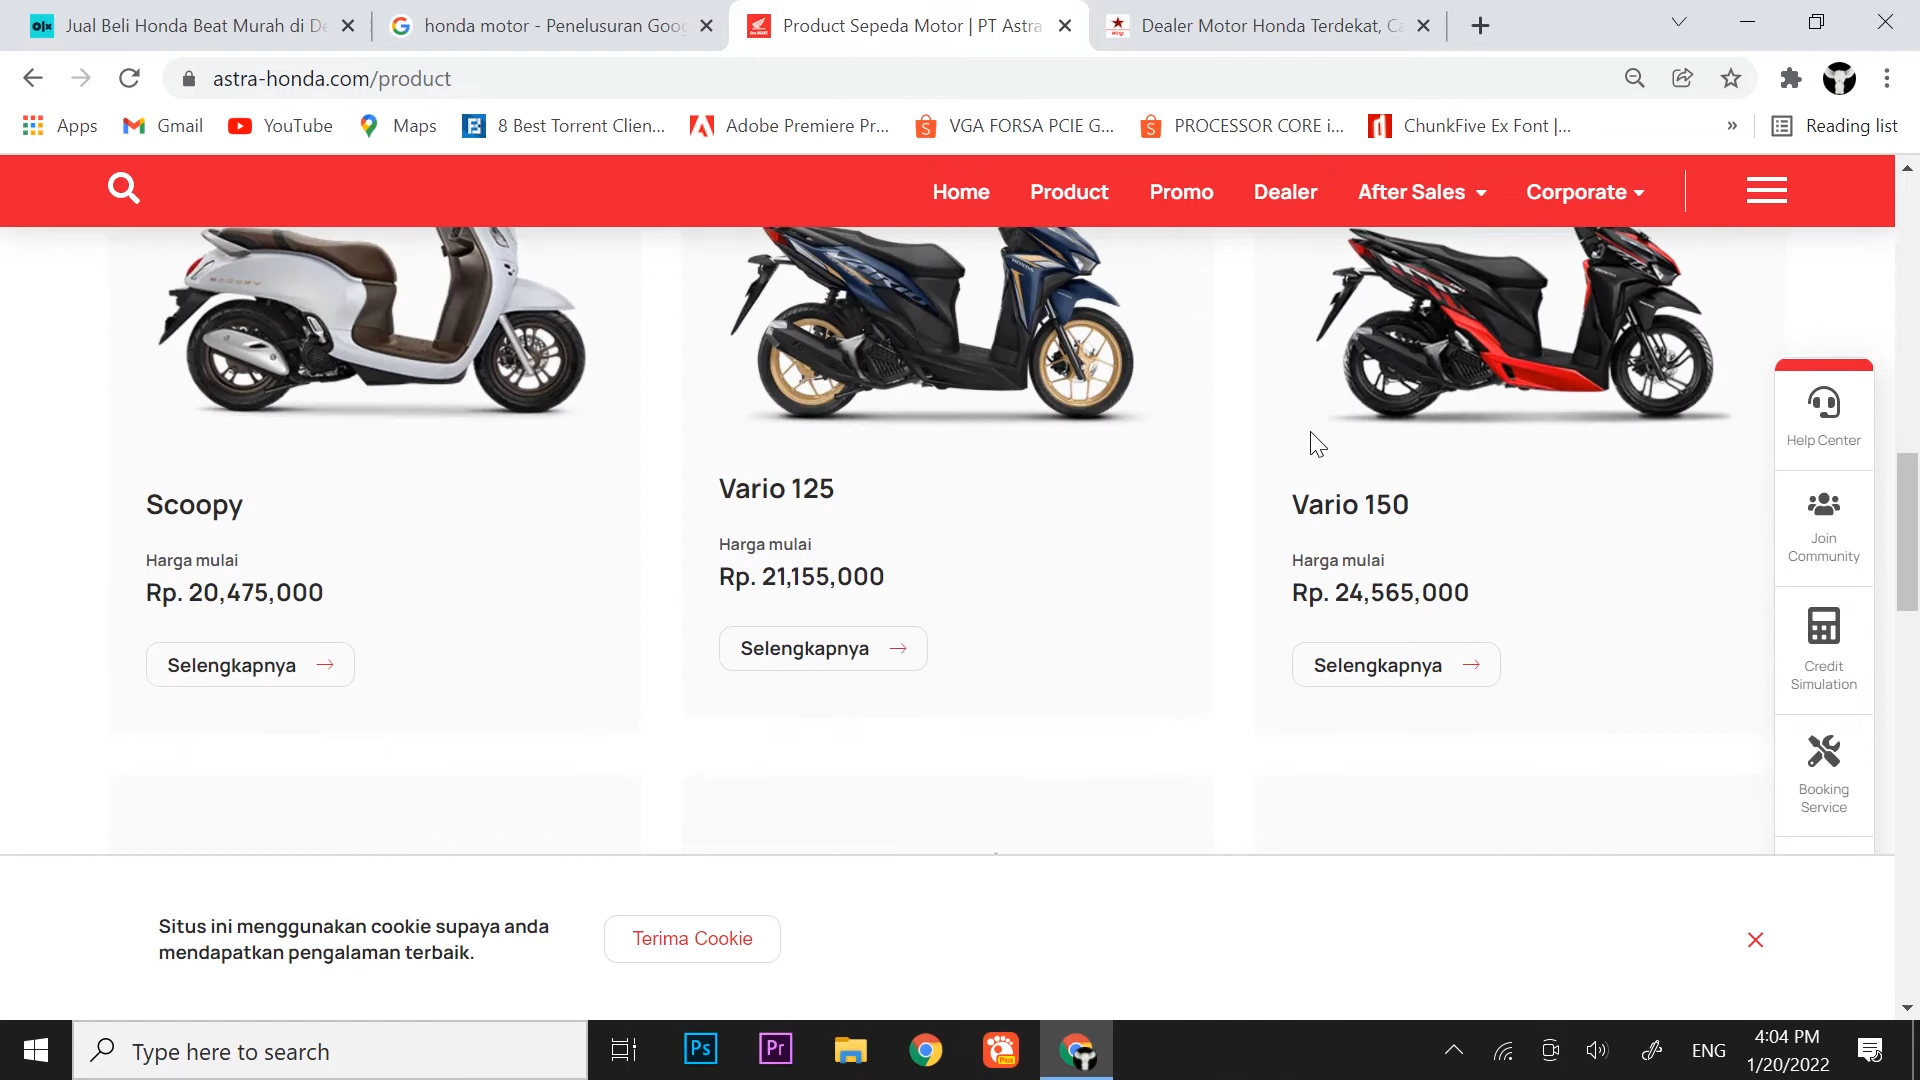 Jual Beli Honda Beat Murah di De
honda motor - Penelusuran Goog
Product Sepeda Motor | PT Astra
Dealer Motor Honda Terdekat, Ca
astra-honda.com/product
Apps
Gmail
YouTube
Maps
8 Best Torrent Clien...
Adobe Premiere Pr...
VGA FORSA PCIE G...
PROCESSOR CORE i...
ChunkFive Ex Font |...
»
Reading list
Home
Product
Promo
Dealer
After Sales
Corporate
Scoopy
Harga mulai
Rp. 20,475,000
Selengkapnya
Vario 125
Harga mulai
Rp. 21,155,000
Selengkapnya
Vario 150
Harga mulai
Rp. 24,565,000
Selengkapnya
Help Center
Join
Community
Credit
Simulation
Booking
Service
Situs ini menggunakan cookie supaya anda
mendapatkan pengalaman terbaik.
Terima Cookie
Type here to search
Ps
Pr
ENG
4:04 PM
1/20/2022